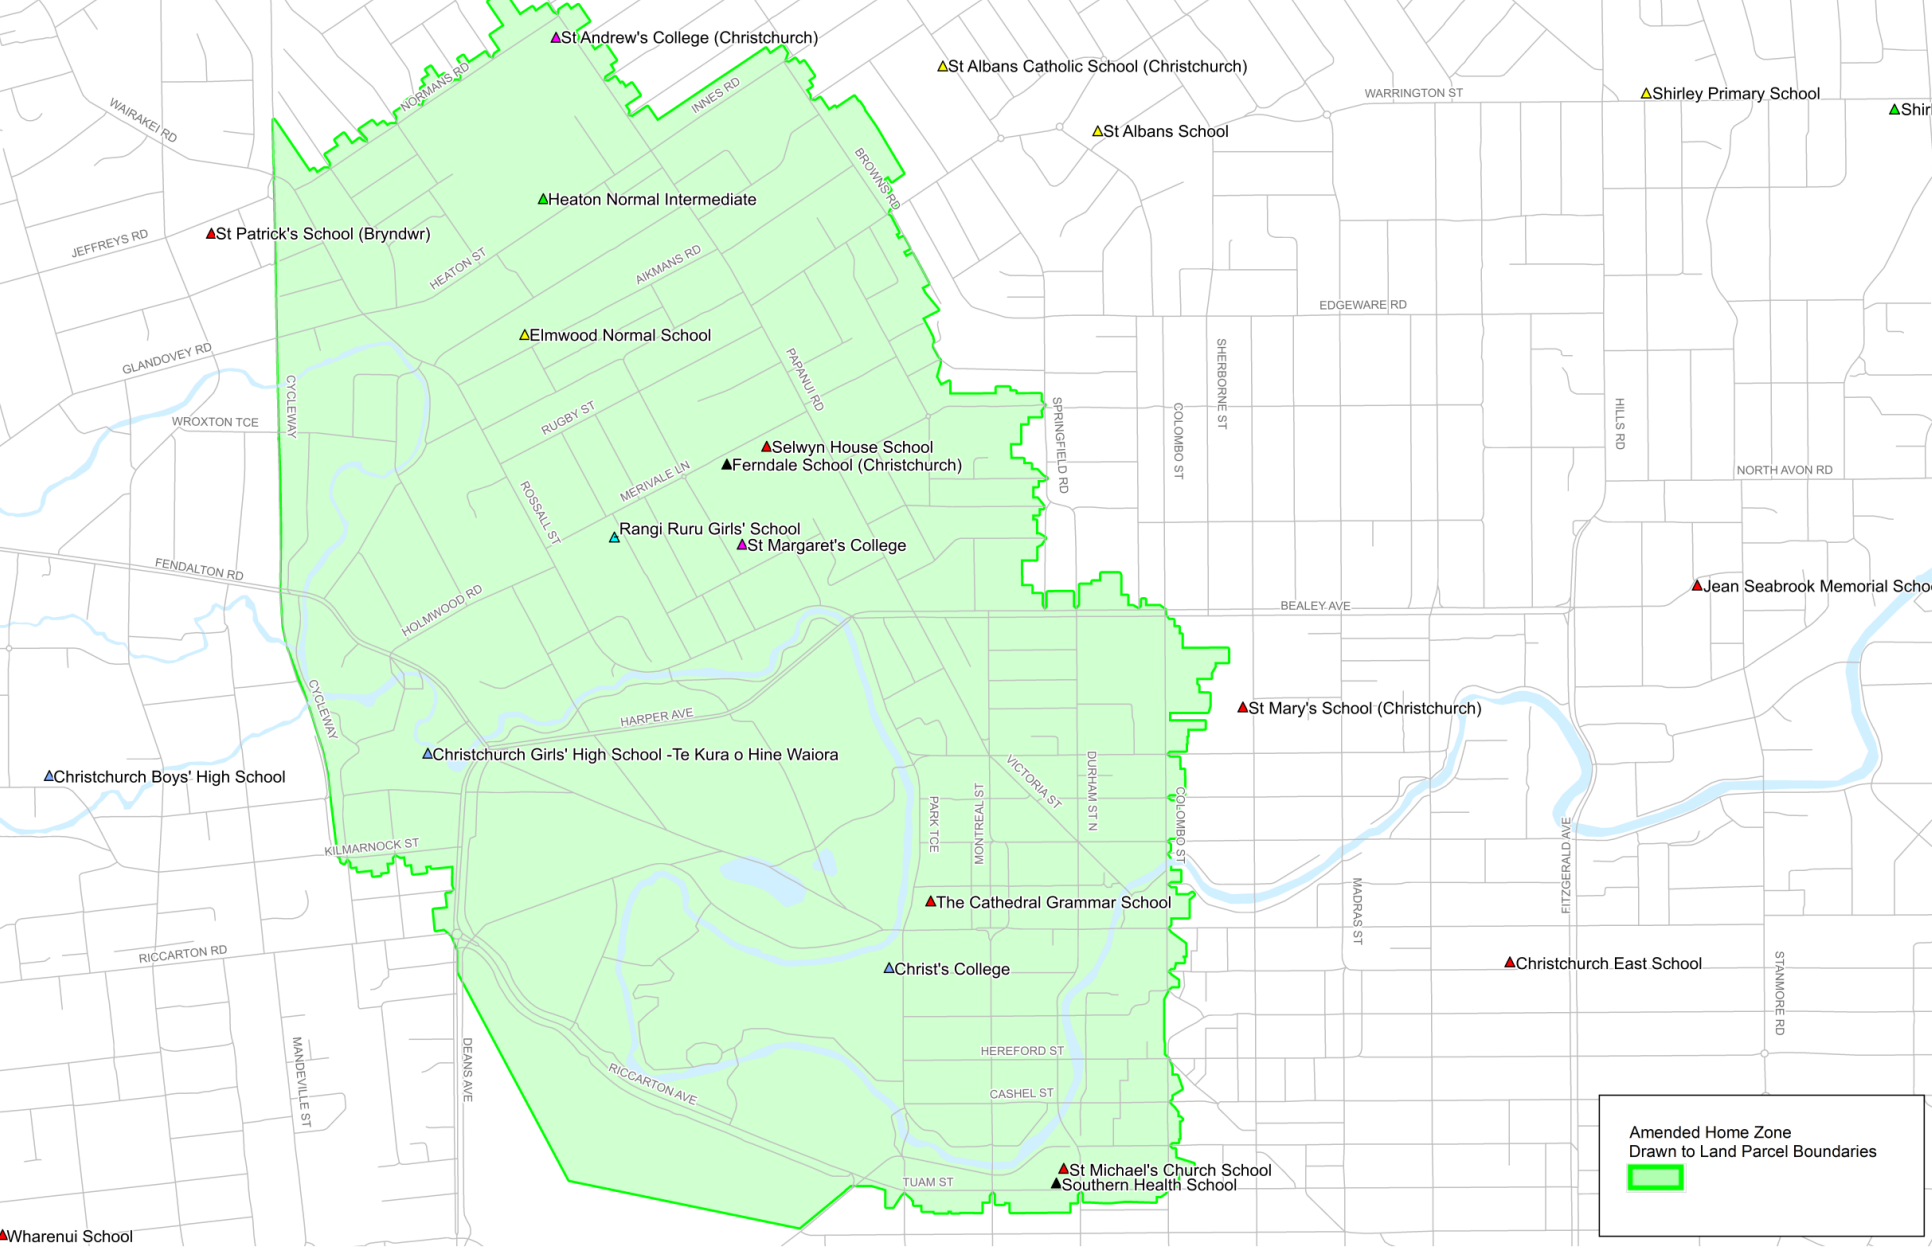 St Andrew's College (Christchurch)
St Albans Catholic School (Christchurch)
NORMANS RD
INNES RD
WARRINGTON ST
Shirley Primary School
Shir
WAIRAKEI RD
St Albans School
BROWNS RD
Heaton Normal Intermediate
St Patrick's School (Bryndwr)
JEFFREYS RD
HEATON ST
AIKMANS RD
EDGEWARE RD
Elmwood Normal School
GLANDOVEY RD
PAPANUI RD
SHERBORNE ST
CYCLEWAY
WROXTON TCE
RUGBY ST
SPRINGFIELD RD
COLOMBO ST
HILLS RD
Selwyn House School
Ferndale School (Christchurch)
MERIVALE LN
NORTH AVON RD
ROSSALL ST
Rangi Ruru Girls' School
St Margaret's College
FENDALTON RD
HOLMWOOD RD
Jean Seabrook Memorial Schoo
BEALEY AVE
CYCLEWAY
HARPER AVE
St Mary's School (Christchurch)
Christchurch Girls' High School -Te Kura o Hine Waiora
Christchurch Boys' High School
VICTORIA ST
DURHAM ST N
PARK TCE
MONTREAL ST
COLOMBO ST
KILMARNOCK ST
FITZGERALD AVE
The Cathedral Grammar School
MADRAS ST
RICCARTON RD
Christ's College
Christchurch East School
STANMORE RD
HEREFORD ST
MANDEVILLE ST
DEANS AVE
RICCARTON AVE
CASHEL ST
Amended Home Zone
Drawn to Land Parcel Boundaries
St Michael's Church School
TUAM ST
Southern Health School
Wharenui School